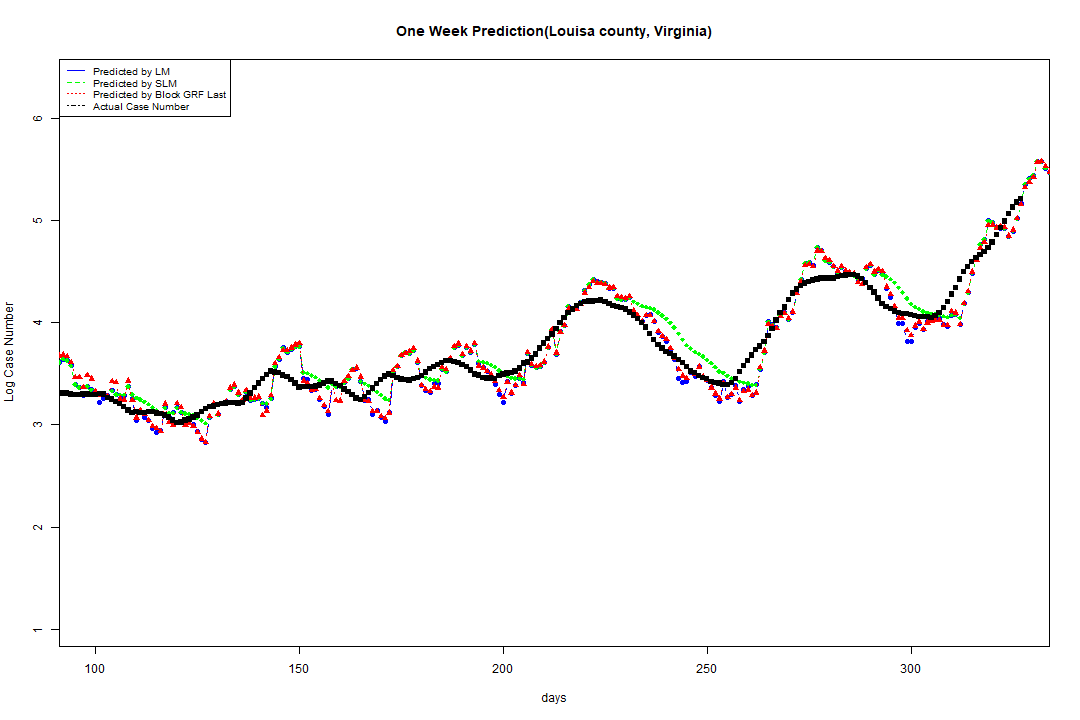 One Week Prediction(Louisa county, Virginia)
Predicted by LM
Predicted by SLM
Predicted by Block GRF Last
Actual Case Number
6
5
4
3
2
1
Log Case Number
100 150 200 250 300
days